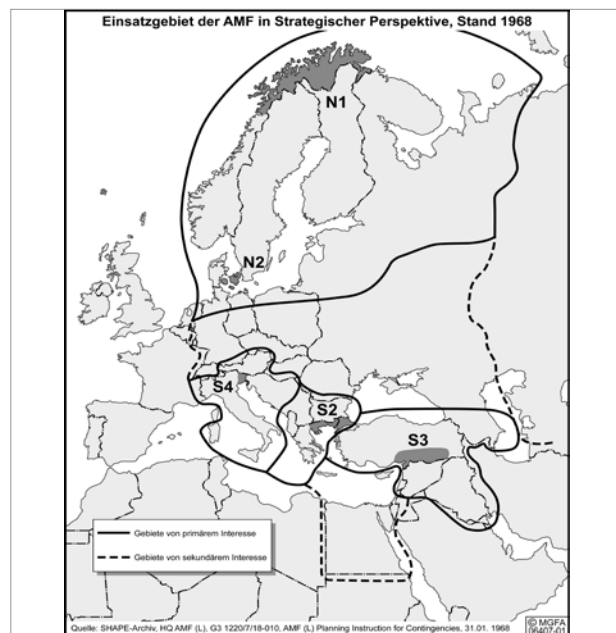 Einsatzgebiet der AMF in Strategischer Perspektive, Stand 1968
N1
N2
S4
S2
S3
Gebiete von primärem Interesse
Gebiete von sekundärem Interesse
Quelle: SHAPE-Archiv, HQ AMF (L), G3 1220/7/18-010, AMF (L) Planning Instruction for Contingencies, 31.01. 1968
© MGFA
06407-01